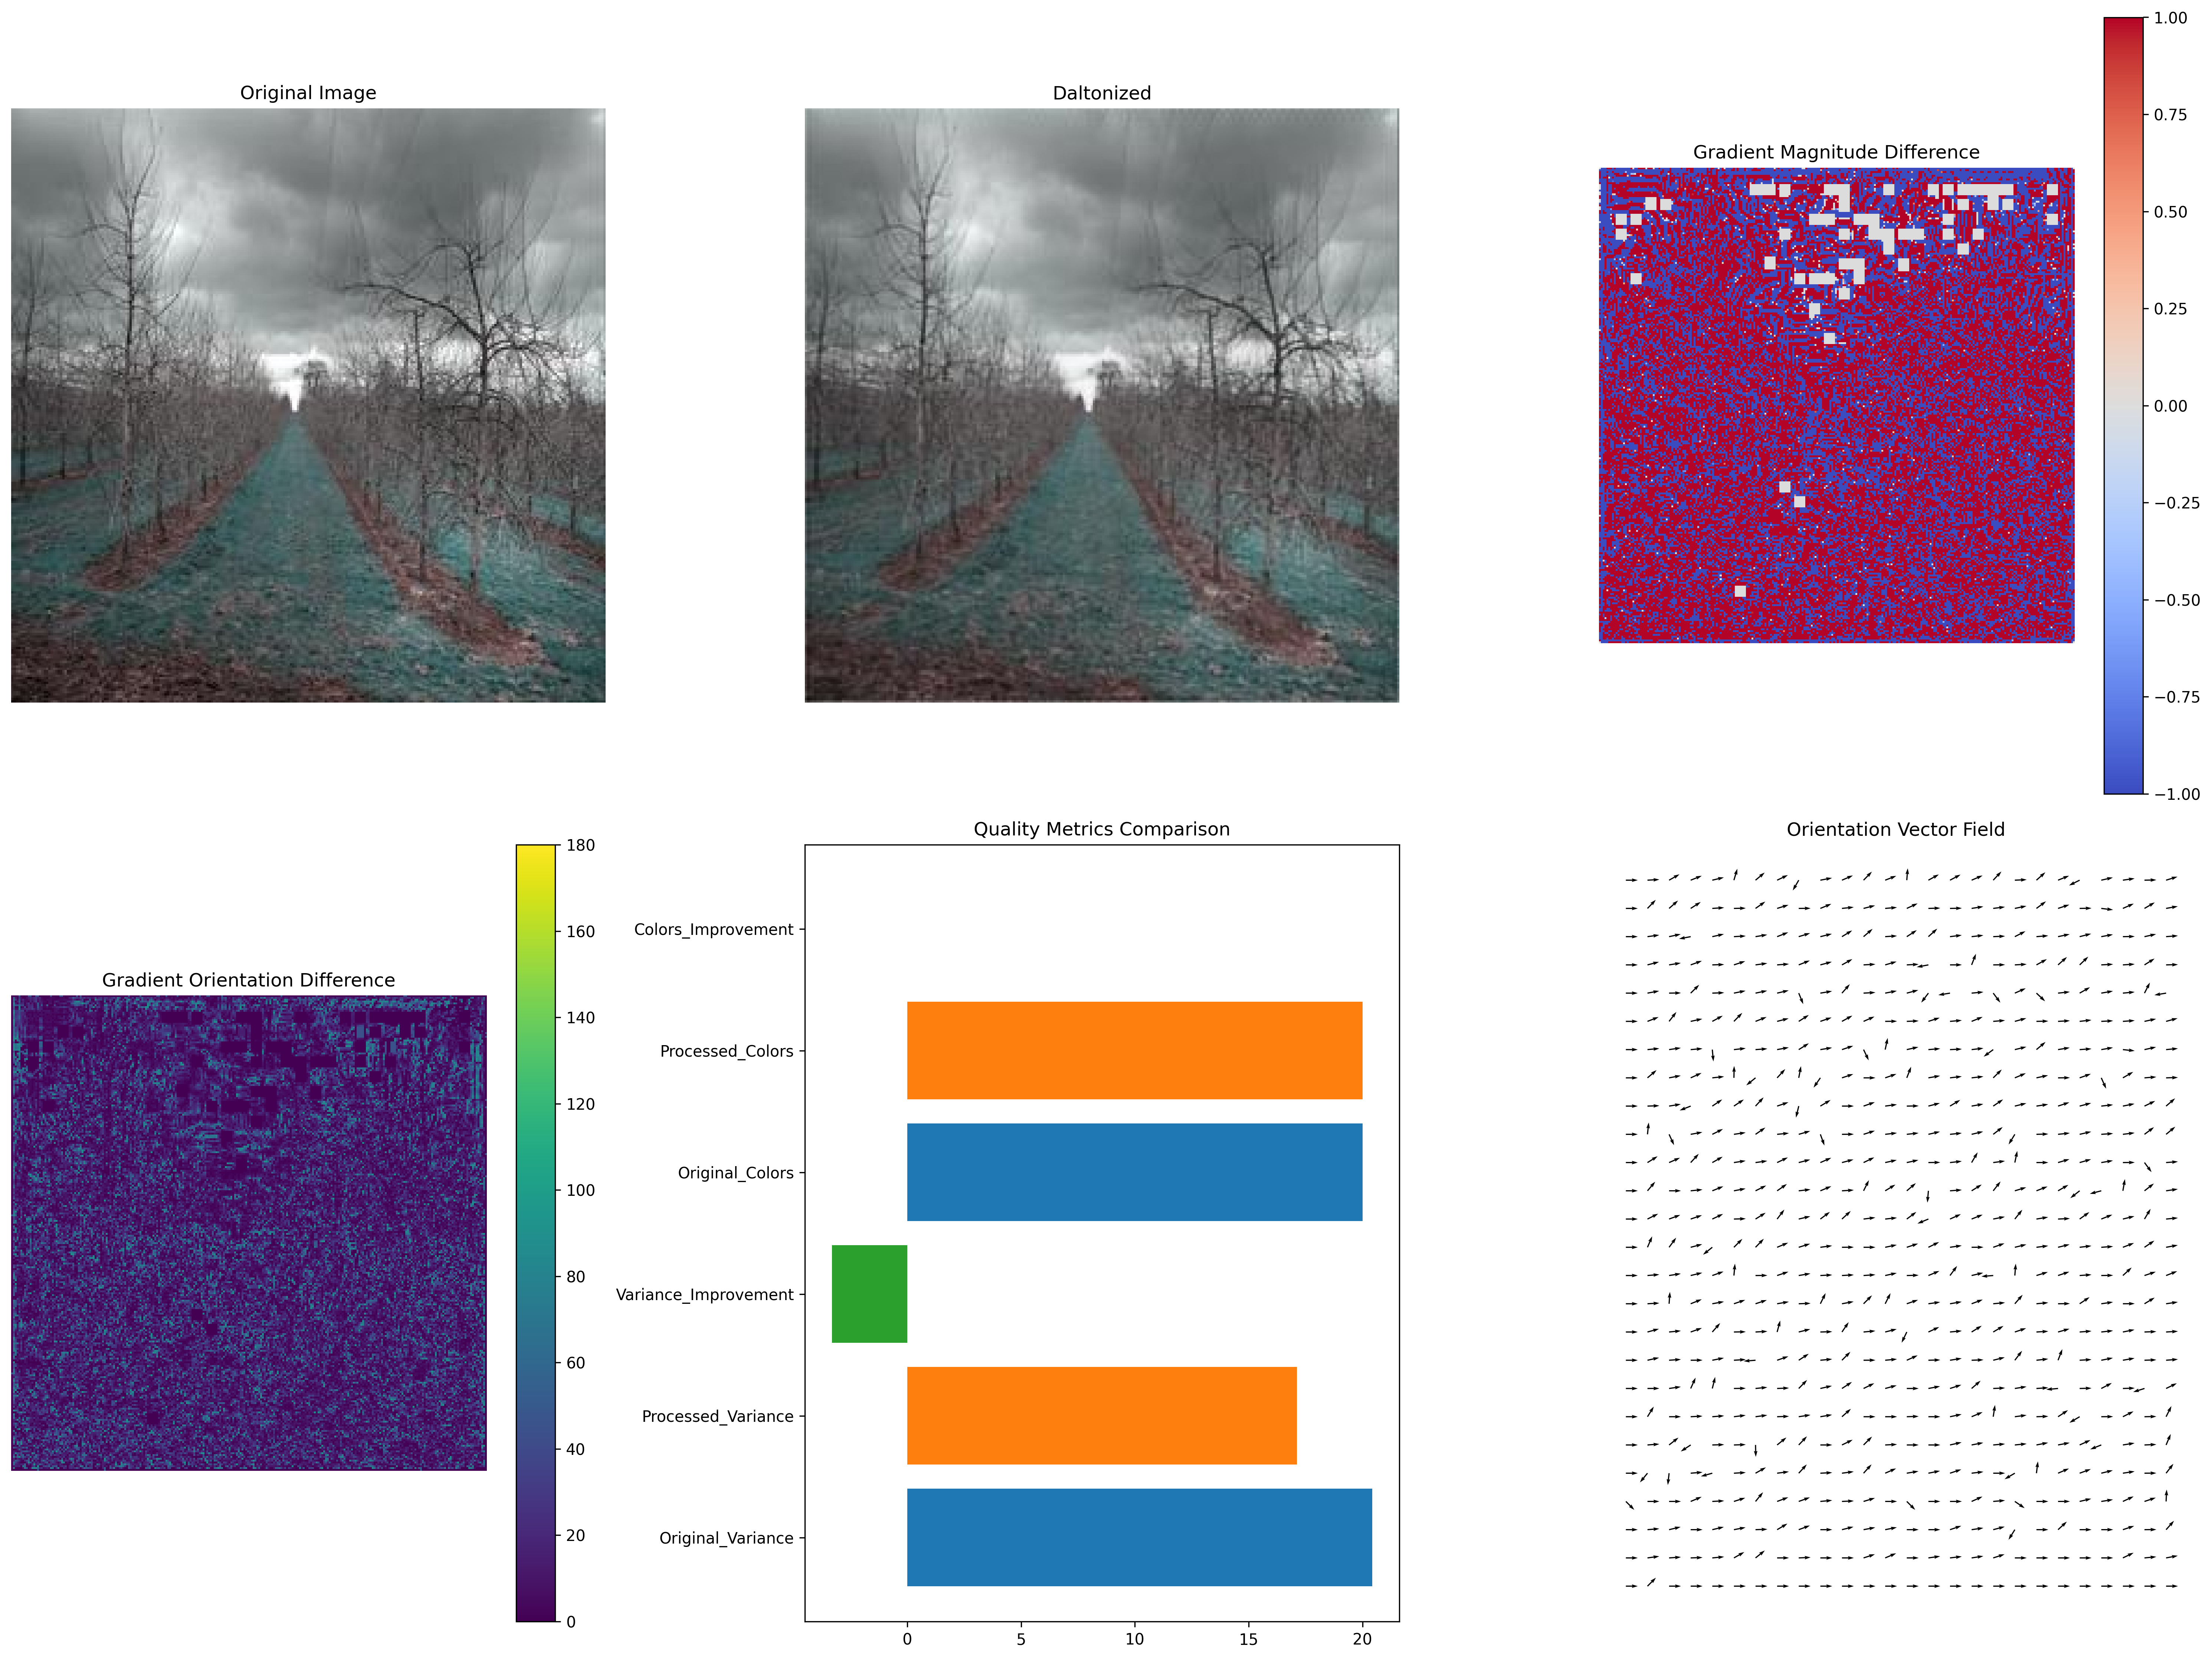 Original Image
Daltonized
Gradient Magnitude Difference
1.00
0.75
0.50
0.25
0.00
−0.25
−0.50
−0.75
−1.00
Gradient Orientation Difference
180
160
140
120
100
80
60
40
20
0
Quality Metrics Comparison
Colors_Improvement
Processed_Colors
Original_Colors
Variance_Improvement
Processed_Variance
Original_Variance
0 5 10 15 20
Orientation Vector Field